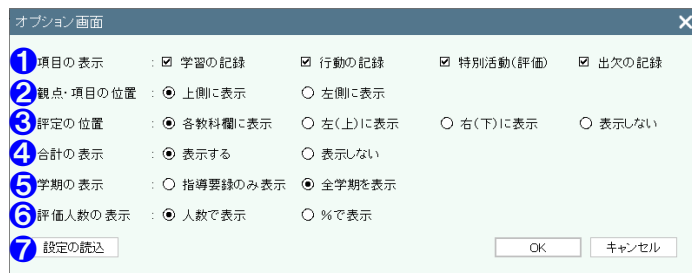 オプション画面
1 項目の表示 : 学習の記録 行動の記録 特別活動(評価) 出欠の記録
2 観点・項目の位置 : 上側に表示 左側に表示
3 評定の位置 : 各教科欄に表示 左(上)に表示 右(下)に表示 表示しない
4 合計の表示 : 表示する 表示しない
5 学期の表示 : 指導要録のみ表示 全学期を表示
6 評価人数の表示 : 人数で表示 %で表示
7 設定の読込 OK キャンセル